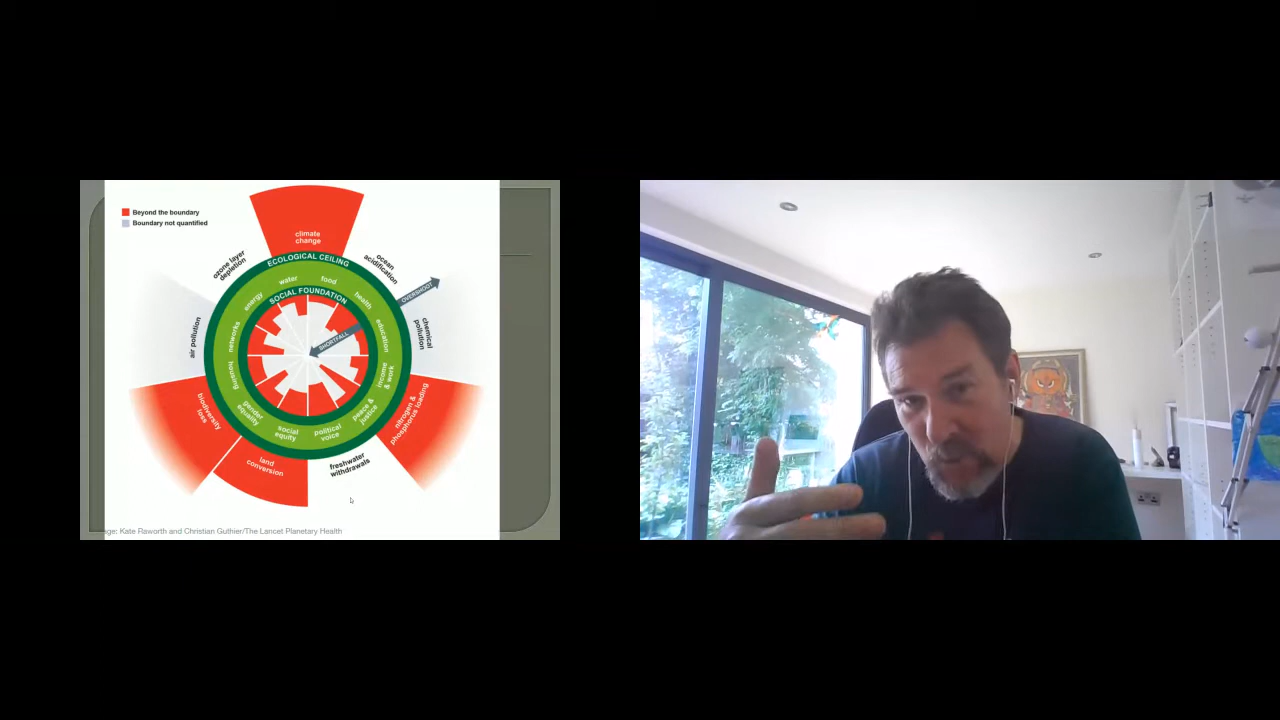 Beyond the boundary
Boundary not quantified
climate
change
ozone layer
depletion
ocean
acidification
ECOLOGICAL CEILING
water
food
energy
health
SOCIAL FOUNDATION
OVERSHOOT
SHORTFALL
air pollution
networks
education
chemical
pollution
housing
income
& work
biodiversity
loss
gender
equality
social
equity
political
voice
peace &
justice
nitrogen &
phosphorus loading
land
conversion
freshwater
withdrawals
ge: Kate Raworth and Christian Guthier/The Lancet Planetary Health